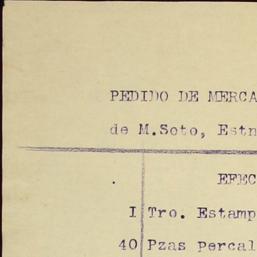 PEDIDO DE MERCA
de M.Soto, Estn
EFEC
I Tro. Estamp
40 Pzas percal